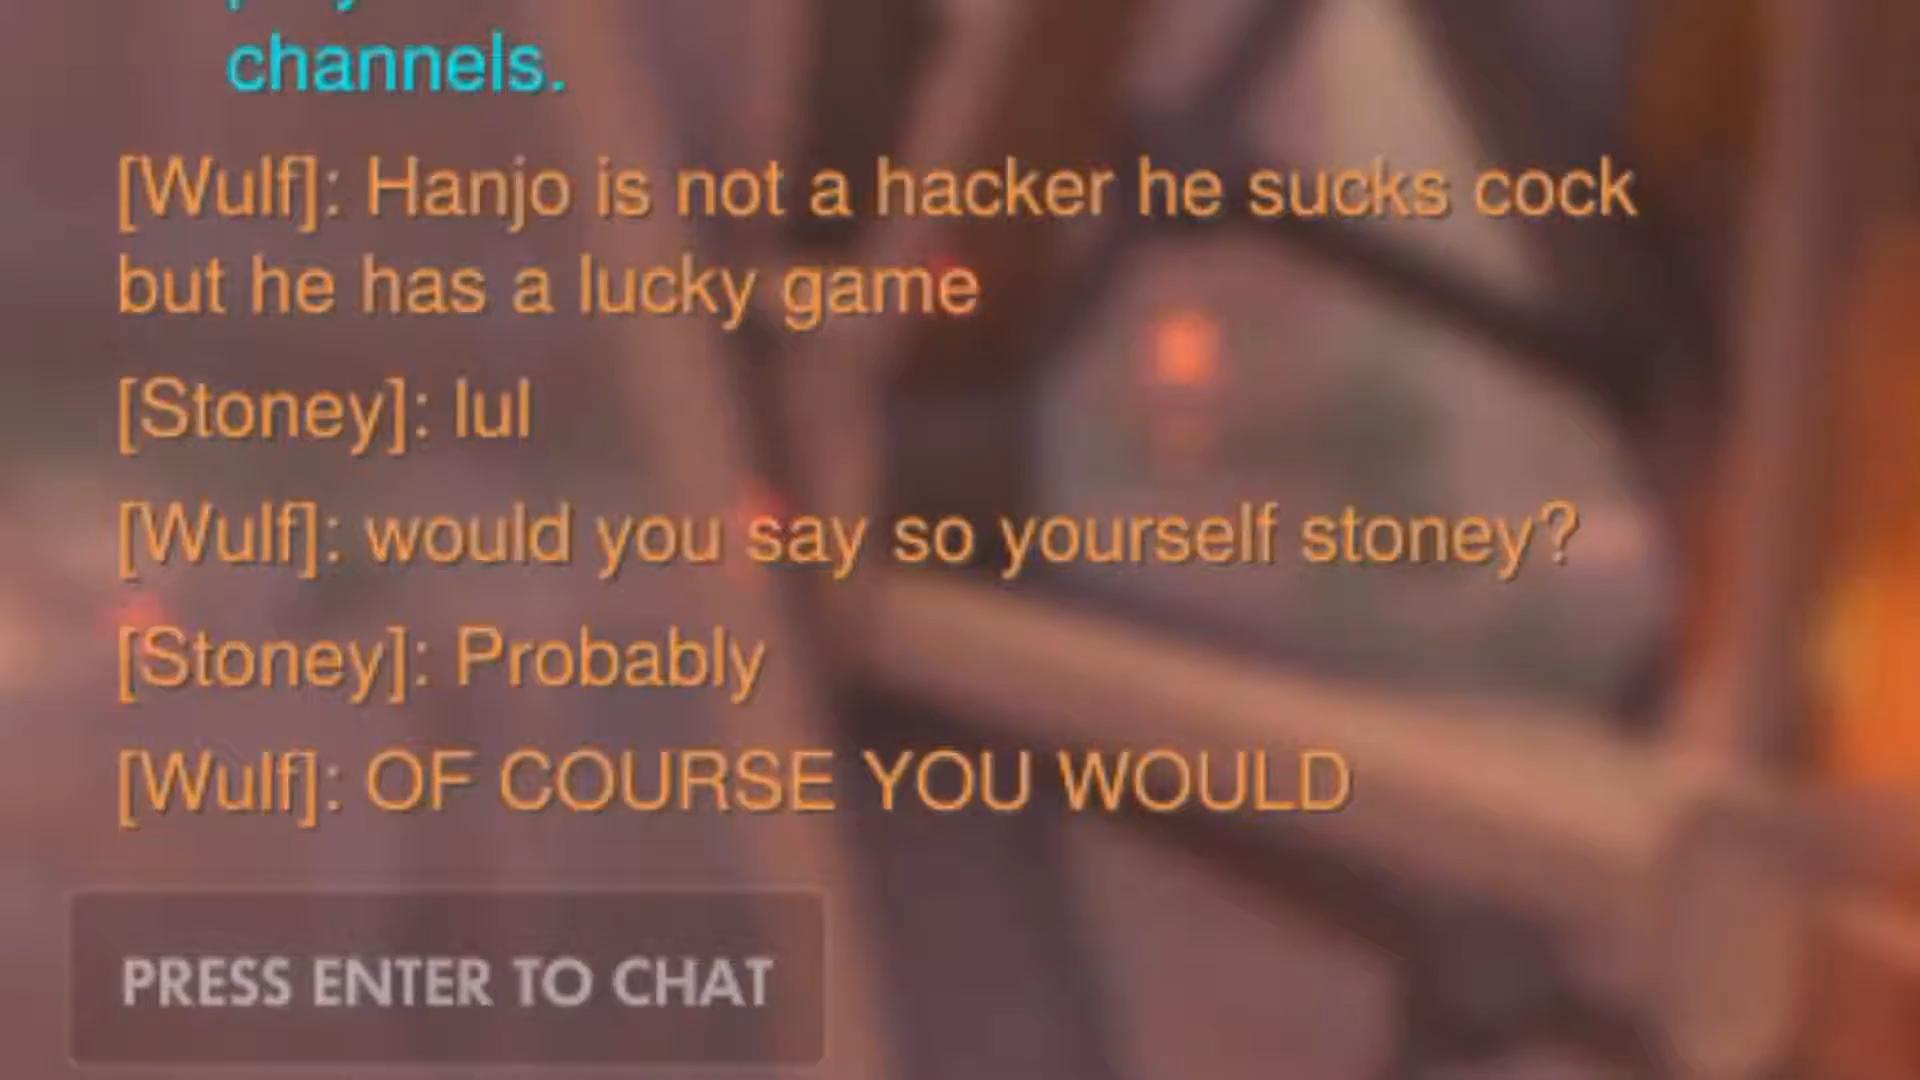 channels.
[Wulf]: Hanjo is not a hacker he sucks cock
but he has a lucky game
[Stoney]: lul
[Wulf]: would you say so yourself stoney?
[Stoney]: Probably
[Wulf]: OF COURSE YOU WOULD
PRESS ENTER TO CHAT